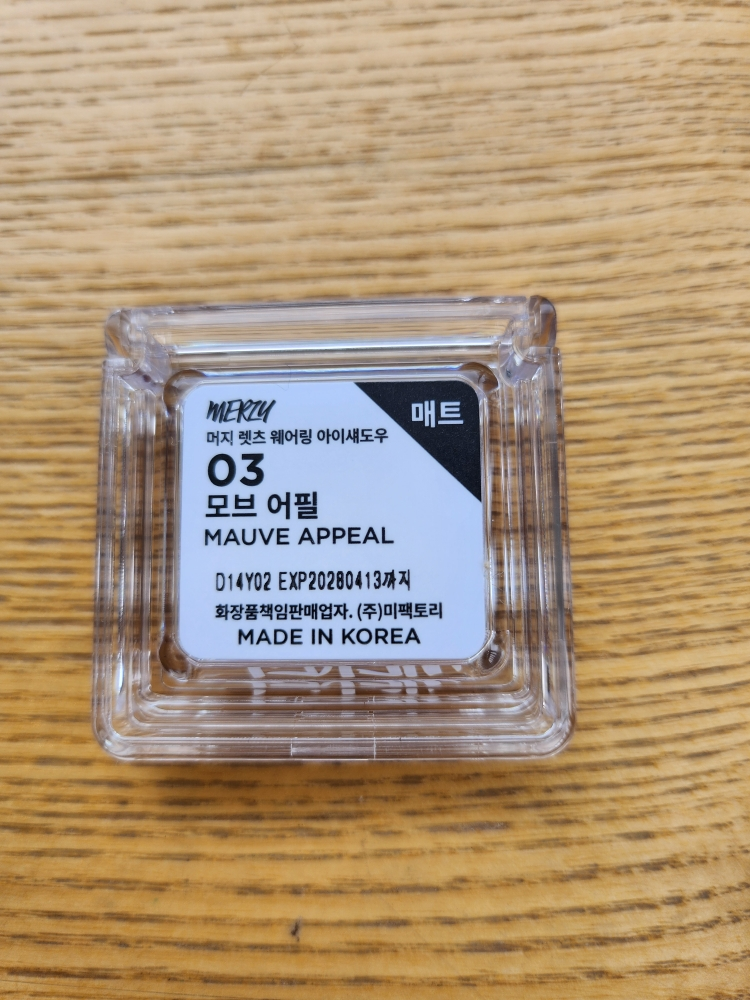 MERZY
매트
머지 렛츠 웨어링 아이섀도우
03
모브 어필
MAUVE APPEAL
D14Y02 EXP20280413까지
화장품책임판매업자. (주)미팩토리
MADE IN KOREA